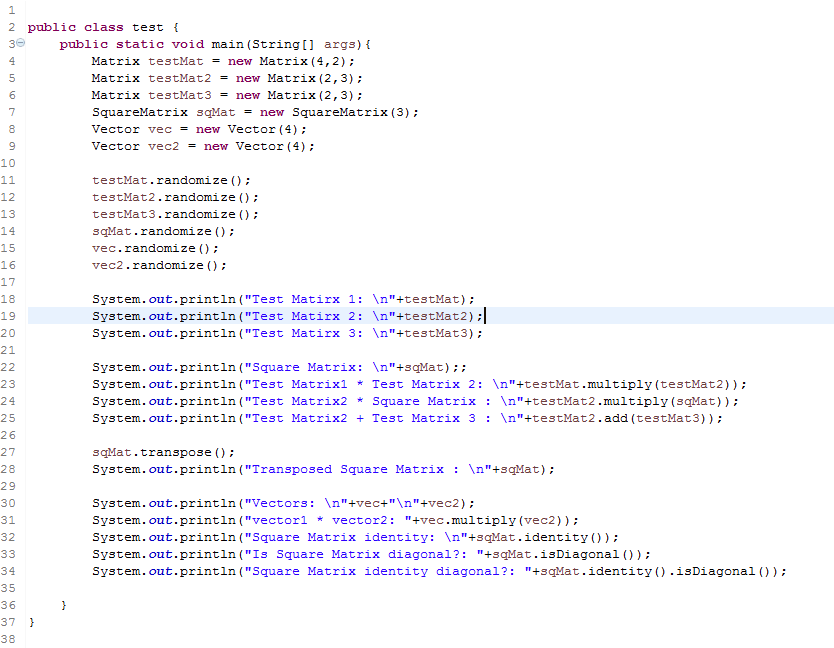 1
2 public class test {
3 public static void main(String[] args){
4 Matrix testMat = new Matrix(4,2);
5 Matrix testMat2 = new Matrix(2,3);
6 Matrix testMat3 = new Matrix(2,3);
7 SquareMatrix sqMat = new SquareMatrix(3);
8 Vector vec = new Vector(4);
9 Vector vec2 = new Vector(4);
10
11 testMat.randomize();
12 testMat2.randomize();
13 testMat3.randomize();
14 sqMat.randomize();
15 vec.randomize();
16 vec2.randomize();
17
18 System.out.println("Test Matirx 1: \n"+testMat);
19 System.out.println("Test Matirx 2: \n"+testMat2);
20 System.out.println("Test Matirx 3: \n"+testMat3);
21
22 System.out.println("Square Matrix: \n"+sqMat);;
23 System.out.println("Test Matrix1 * Test Matrix 2: \n"+testMat.multiply(testMat2));
24 System.out.println("Test Matrix2 * Square Matrix : \n"+testMat2.multiply(sqMat));
25 System.out.println("Test Matrix2 + Test Matrix 3 : \n"+testMat2.add(testMat3));
26
27 sqMat.transpose();
28 System.out.println("Transposed Square Matrix : \n"+sqMat);
29
30 System.out.println("Vectors: \n"+vec+"\n"+vec2);
31 System.out.println("vector1 * vector2: "+vec.multiply(vec2));
32 System.out.println("Square Matrix identity: \n"+sqMat.identity());
33 System.out.println("Is Square Matrix diagonal?: "+sqMat.isDiagonal());
34 System.out.println("Square Matrix identity diagonal?: "+sqMat.identity().isDiagonal());
35
36 }
37 }
38